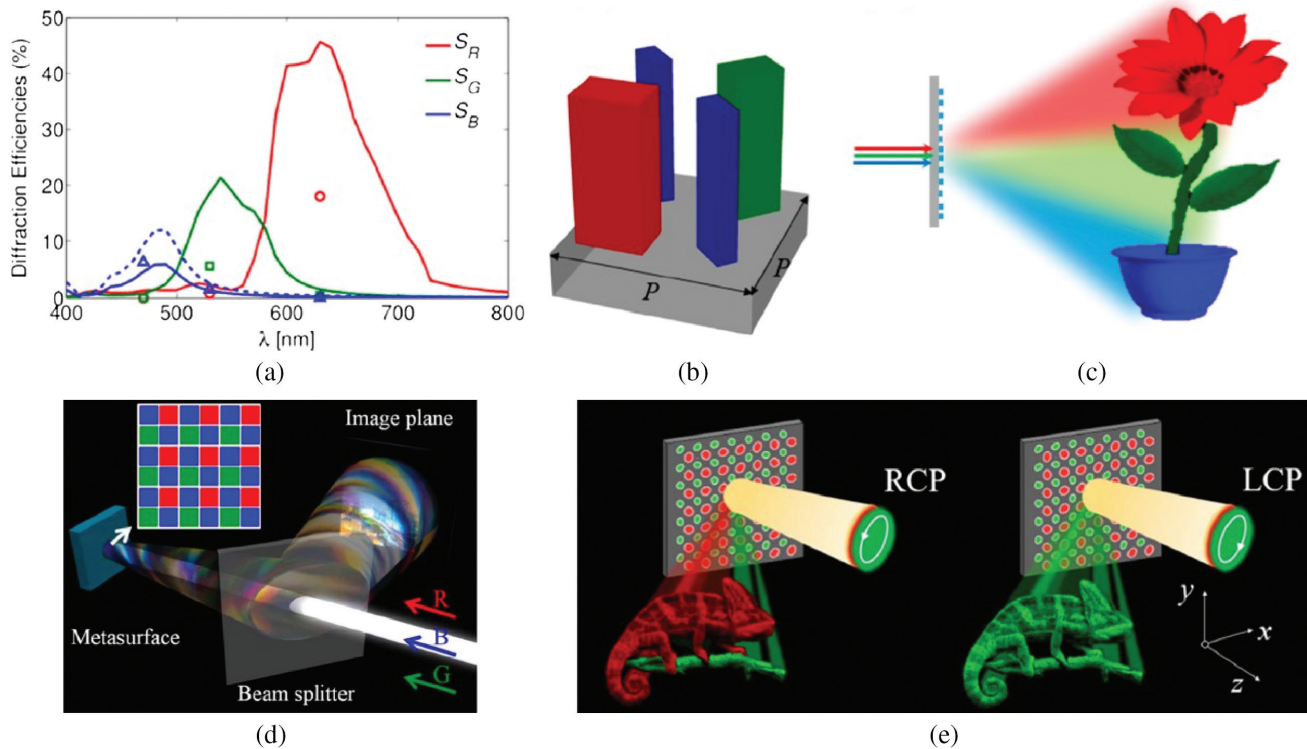 50
40
30
20
10
0
Diffraction Efficiencies (%)
S_R
S_G
S_B
400
500
600
700
800
λ [nm]
(a)
P
P
(b)
(c)
Image plane
Metasurface
Beam splitter
R
B
G
(d)
RCP
LCP
y
x
z
(e)